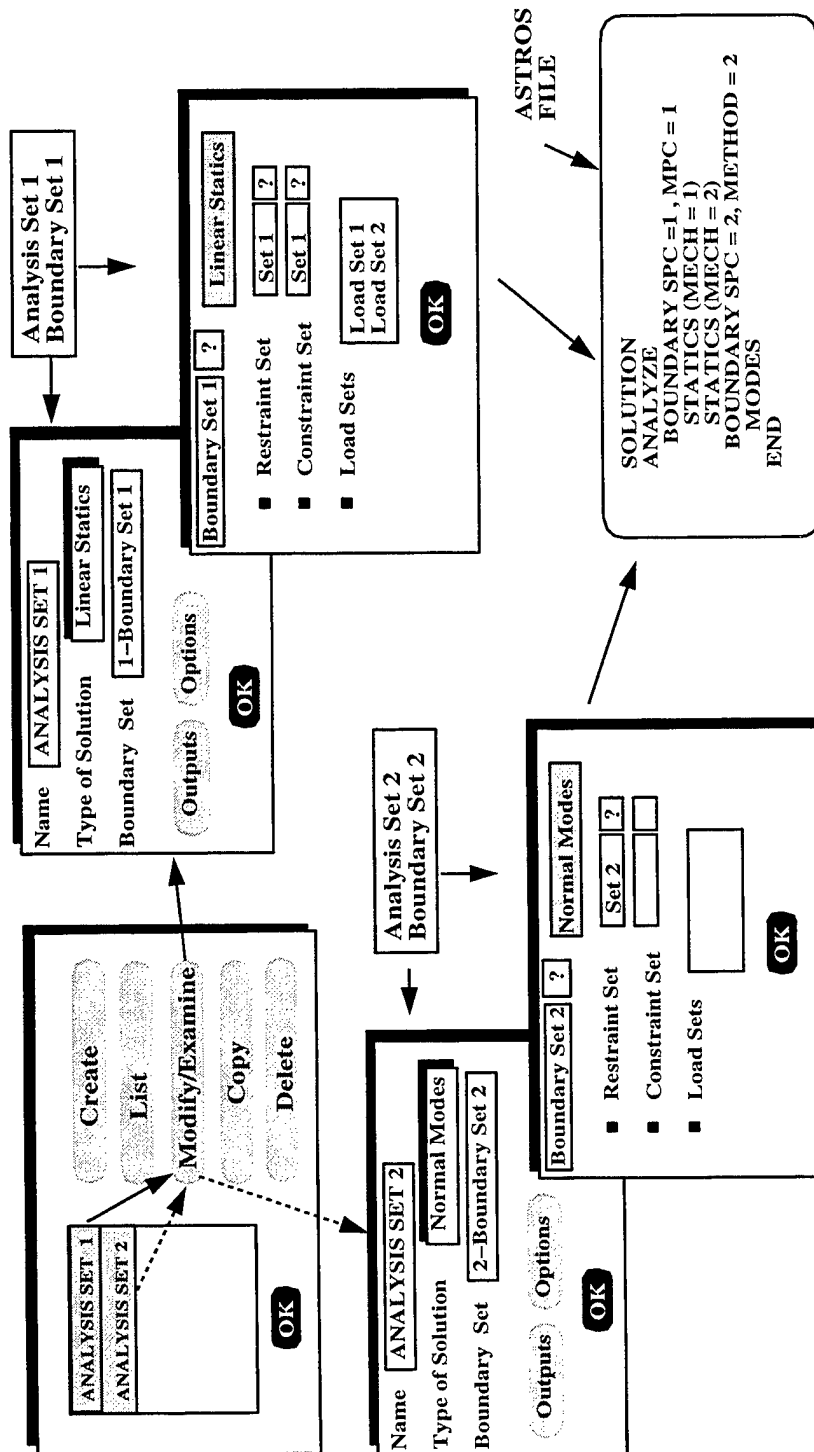 ANALYSIS SET 1
ANALYSIS SET 2
Create
List
Modify/Examine
Copy
Delete
OK
Name ANALYSIS SET 1
Type of Solution Linear Statics
Boundary Set 1–Boundary Set 1
Outputs Options
OK
Analysis Set 1
Boundary Set 1
Boundary Set 1 ? Linear Statics
Restraint Set Set 1 ?
Constraint Set Set 1 ?
Load Sets Load Set 1
Load Set 2
OK
Name ANALYSIS SET 2
Type of Solution Normal Modes
Boundary Set 2–Boundary Set 2
Outputs Options
OK
Analysis Set 2
Boundary Set 2
Boundary Set 2 ? Normal Modes
Restraint Set Set 2 ?
Constraint Set
Load Sets
OK
ASTROS
FILE
SOLUTION
ANALYZE
BOUNDARY SPC =1 , MPC = 1
STATICS (MECH = 1)
STATICS (MECH = 2)
BOUNDARY SPC = 2, METHOD = 2
MODES
END